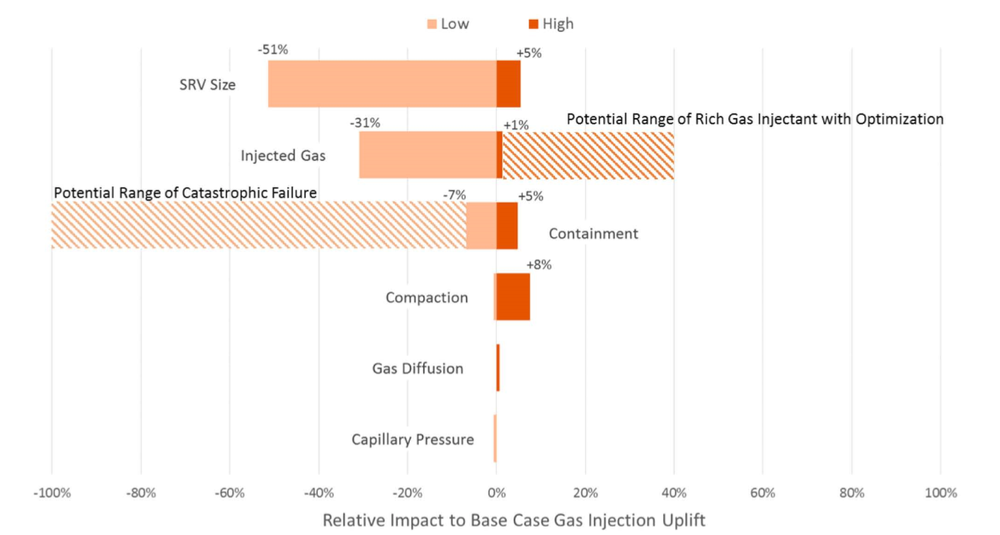 Low High
-51% +5%
SRV Size
Potential Range of Rich Gas Injectant with Optimization
-31% +1%
Injected Gas
Potential Range of Catastrophic Failure
-7% +5%
Containment
+8%
Compaction
Gas Diffusion
Capillary Pressure
-100% -80% -60% -40% -20% 0% 20% 40% 60% 80% 100%
Relative Impact to Base Case Gas Injection Uplift